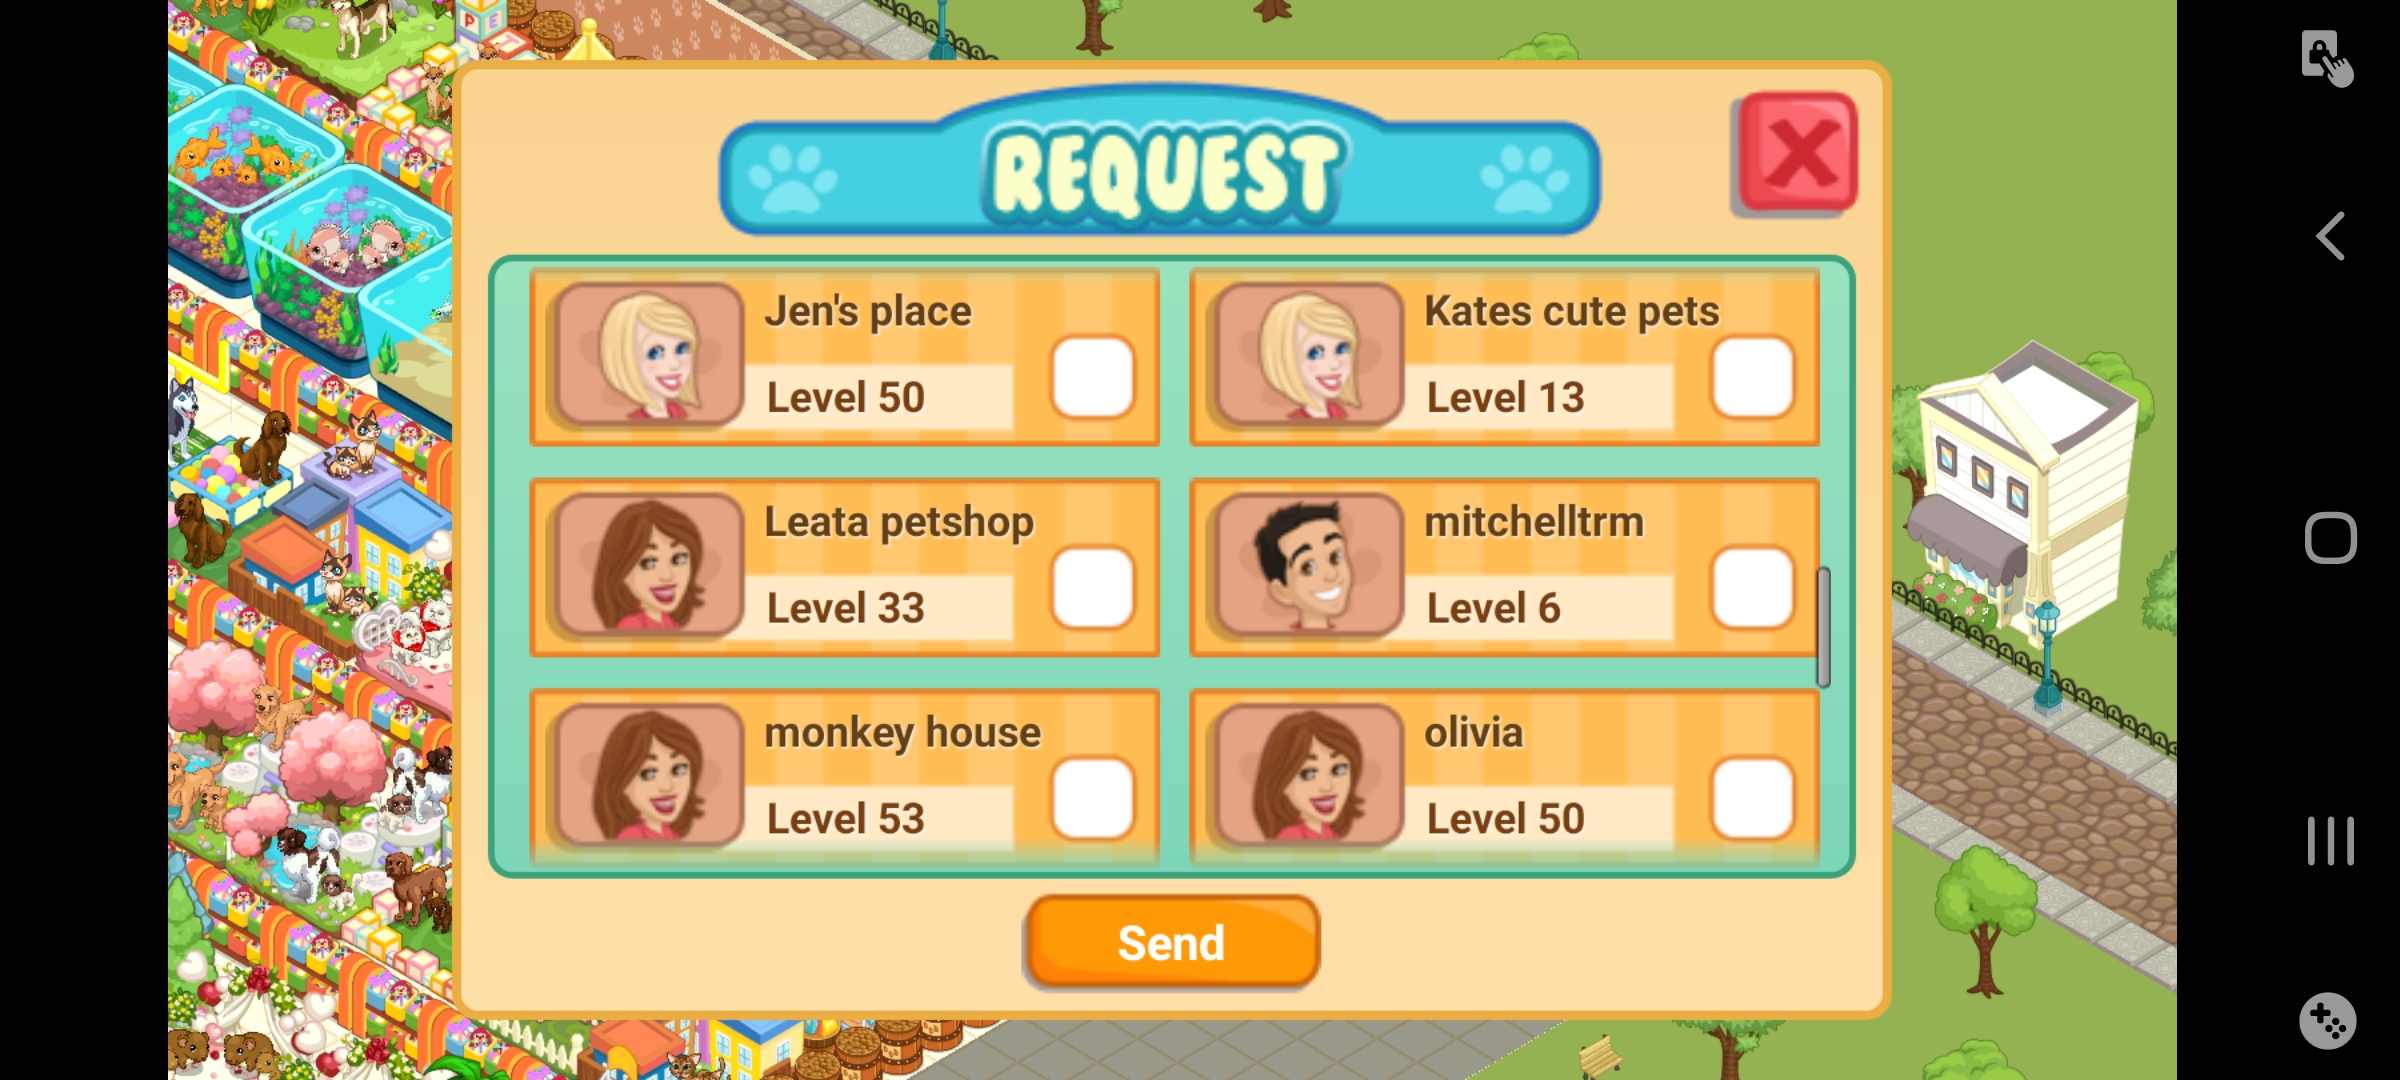 REQUEST
Jen's place
Level 50
Kates cute pets
Level 13
Leata petshop
Level 33
mitchelltrm
Level 6
monkey house
Level 53
olivia
Level 50
Send